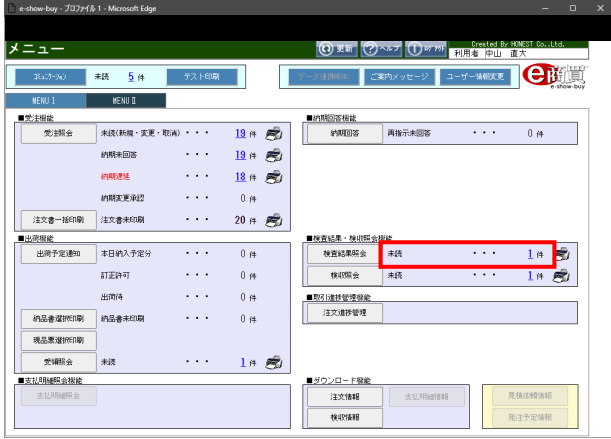 e-show-buy - プロファイル 1 - Microsoft Edge
メニュー
更新 ヘルプ ログアウト
Created By HONEST Co.,Ltd.
利用者 中山 直大
コミュニケーション 未読 5 件 テスト印刷 データ連携MENU ご案内メッセージ ユーザー情報変更
e商買
e-show-buy
MENU Ⅰ MENU Ⅱ
■受注機能
受注照会 未読(新規・変更・取消) ・・・ 19 件
納期未回答 ・・・ 19 件
納期遅延 ・・・ 18 件
納期変更承認 ・・・ 0 件
注文書一括印刷 注文書未印刷 ・・・ 20 件
■納期回答機能
納期回答 再指示未回答 ・・・ 0 件
■出荷機能
出荷予定通知 本日納入予定分 ・・・ 0 件
訂正許可 ・・・ 0 件
出荷待 ・・・ 0 件
納品書選択印刷 納品書未印刷 ・・・ 0 件
現品票選択印刷
受領照会 未読 ・・・ 1 件
■検査結果・検収照会機能
検査結果照会 未読 ・・・ 1 件
検収照会 未読 ・・・ 1 件
■取引進捗管理機能
注文進捗管理
■支払明細照会機能
支払明細照会
■ダウンロード機能
注文情報 支払明細情報
検収情報
見積依頼情報
発注予定情報